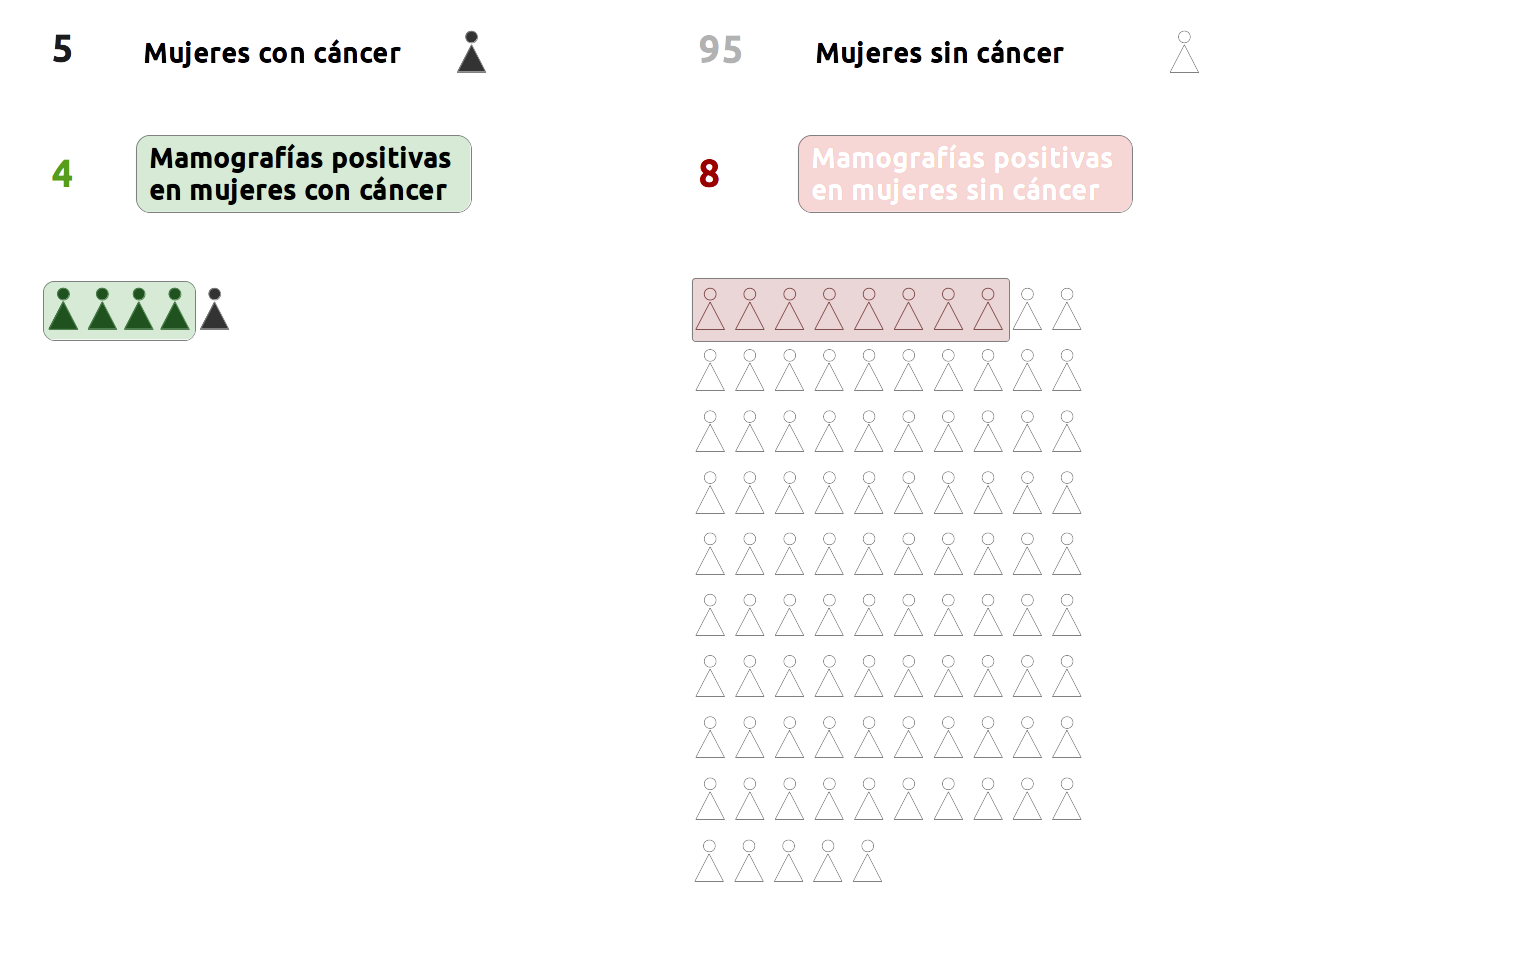 5 Mujeres con cáncer
95 Mujeres sin cáncer
4 Mamografías positivas
en mujeres con cáncer
8 Mamografías positivas
en mujeres sin cáncer